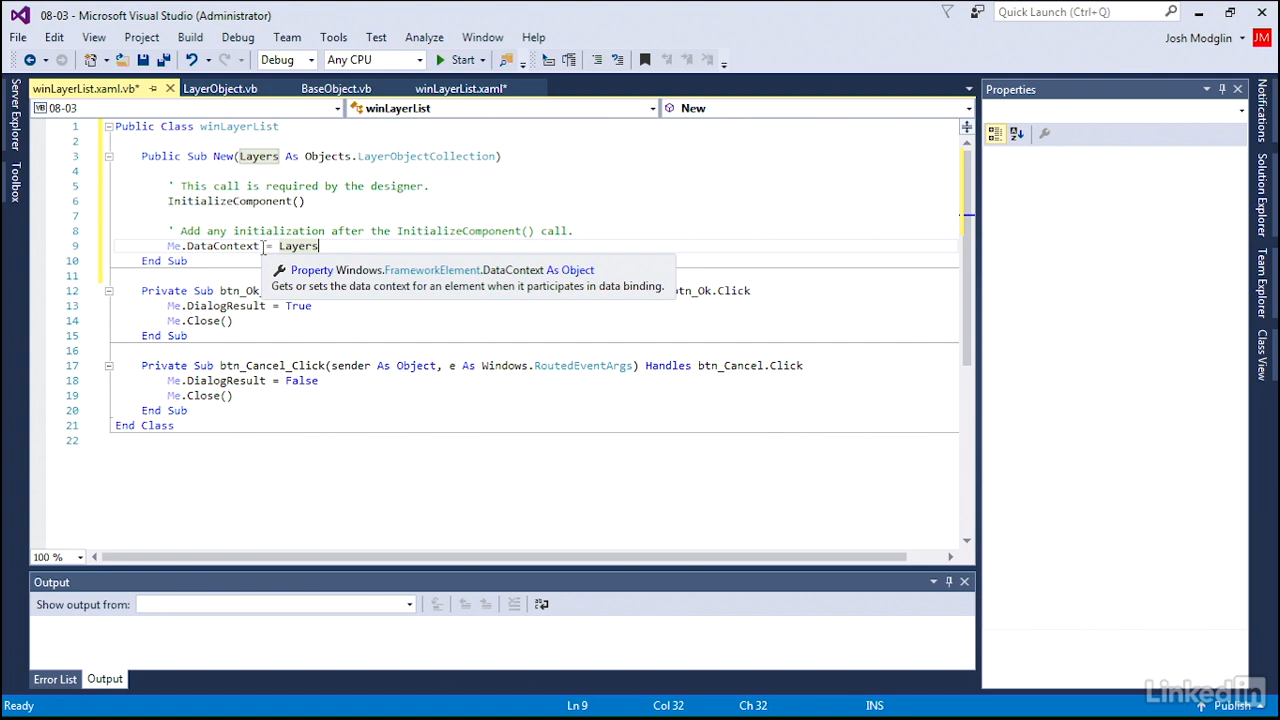 08-03 - Microsoft Visual Studio (Administrator)
Quick Launch (Ctrl+Q)
File Edit View Project Build Debug Team Tools Test Analyze Window Help
Josh Modglin JM
Debug Any CPU Start
winLayerList.xaml.vb* LayerObject.vb BaseObject.vb winLayerList.xaml*
Properties
08-03 winLayerList New
1 Public Class winLayerList
2
3 Public Sub New(Layers As Objects.LayerObjectCollection)
4
5 ' This call is required by the designer.
6 InitializeComponent()
7
8 ' Add any initialization after the InitializeComponent() call.
9 Me.DataContext = Layers
10 End Sub
Property Windows.FrameworkElement.DataContext As Object
11
Gets or sets the data context for an element when it participates in data binding.
12 Private Sub btn_Ok_ btn_Ok.Click
13 Me.DialogResult = True
14 Me.Close()
15 End Sub
16
17 Private Sub btn_Cancel_Click(sender As Object, e As Windows.RoutedEventArgs) Handles btn_Cancel.Click
18 Me.DialogResult = False
19 Me.Close()
20 End Sub
21 End Class
22
100 %
Output
Show output from:
Error List Output
Ready Ln 9 Col 32 Ch 32 INS Publish
Server Explorer
Toolbox
Notifications
Solution Explorer
Team Explorer
Class View
LinkedIn